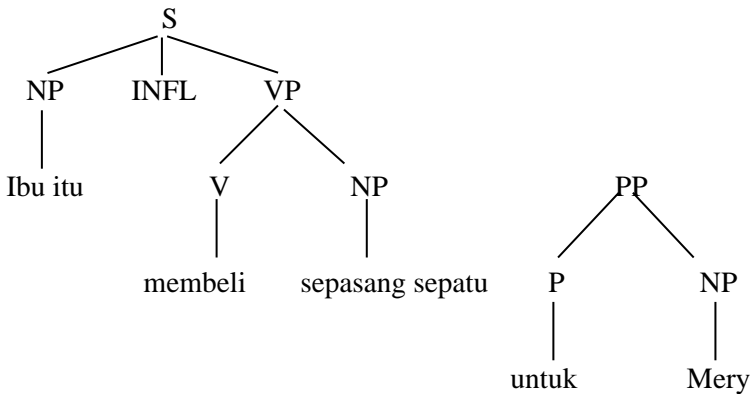 S
NP INFL VP
Ibu itu V NP PP
membeli sepasang sepatu P NP
untuk Mery